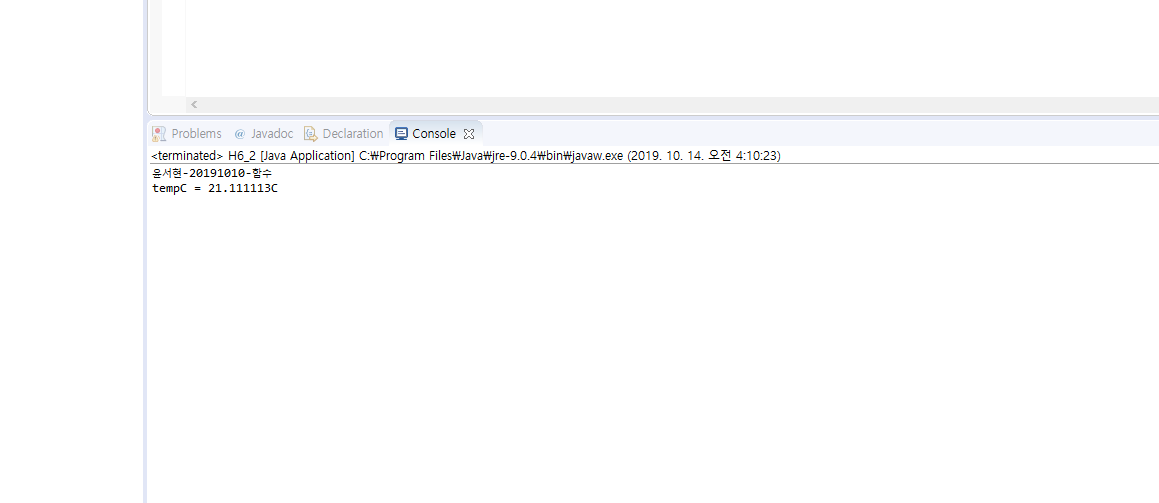 Problems @ Javadoc Declaration Console
<terminated> H6_2 [Java Application] C:₩Program Files₩Java₩jre-9.0.4₩bin₩javaw.exe (2019. 10. 14. 오전 4:10:23)
윤서현-20191010-함수
tempC = 21.111113C